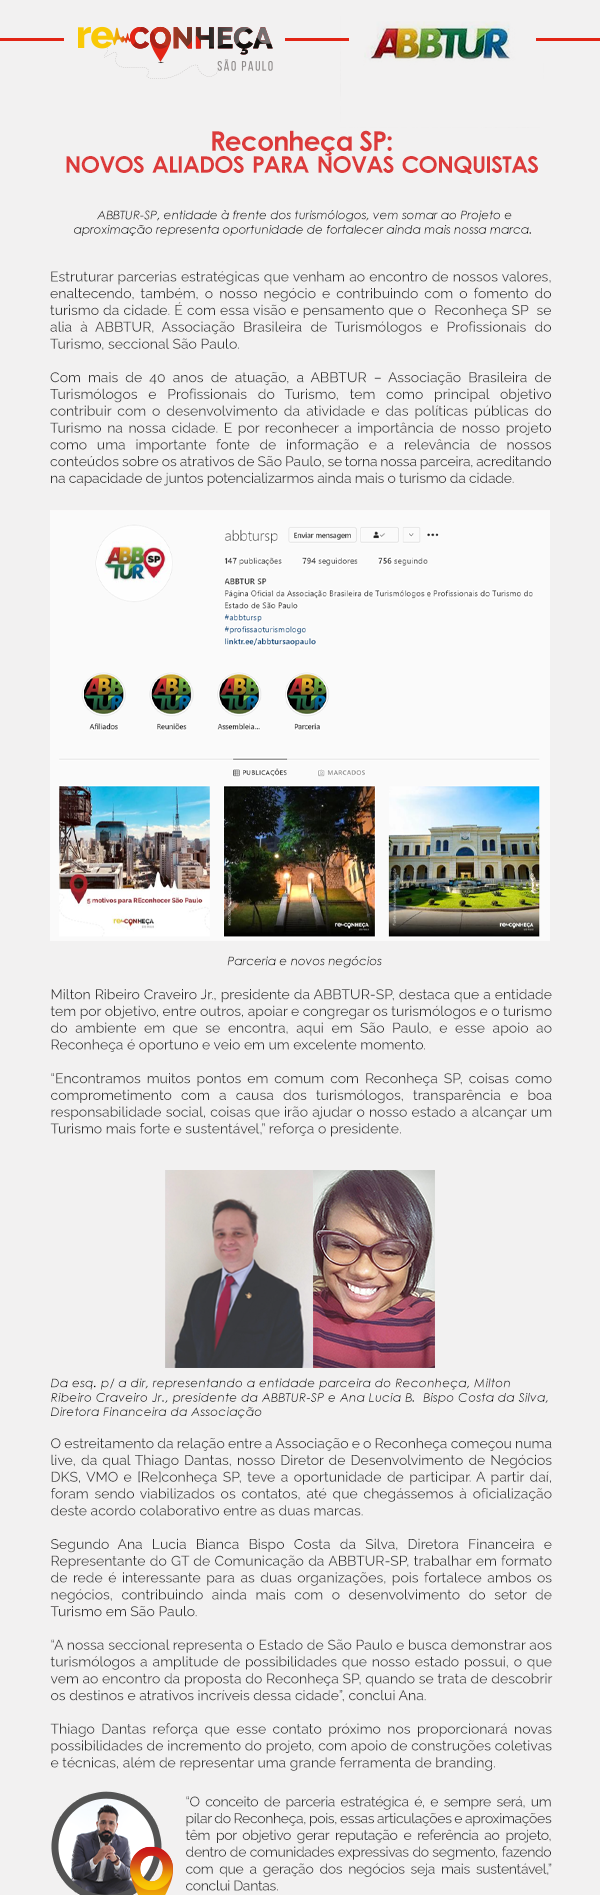 reconheça
SÃO PAULO
ABBTUR
Reconheça SP:
NOVOS ALIADOS PARA NOVAS CONQUISTAS
ABBTUR-SP, entidade à frente dos turismólogos, vem somar ao Projeto e
aproximação representa oportunidade de fortalecer ainda mais nossa marca.
Estruturar parcerias estratégicas que venham ao encontro de nossos valores,
enaltecendo, também, o nosso negócio e contribuindo com o fomento do
turismo da cidade. É com essa visão e pensamento que o Reconheça SP se
alia à ABBTUR, Associação Brasileira de Turismólogos e Profissionais do
Turismo, seccional São Paulo.
Com mais de 40 anos de atuação, a ABBTUR – Associação Brasileira de
Turismólogos e Profissionais do Turismo, tem como principal objetivo
contribuir com o desenvolvimento da atividade e das políticas públicas do
Turismo na nossa cidade. E por reconhecer a importância de nosso projeto
como uma importante fonte de informação e a relevância de nossos
conteúdos sobre os atrativos de São Paulo, se torna nossa parceira, acreditando
na capacidade de juntos potencializarmos ainda mais o turismo da cidade.
abbtursp Enviar mensagem
147 publicações 794 seguidores 756 seguindo
ABBTUR SP
ABBTUR SP
Página Oficial da Associação Brasileira de Turismólogos e Profissionais do Turismo do
Estado de São Paulo
#abbtursp
#profissaoturismologo
linktr.ee/abbtursaopaulo
ABBTUR ABBTUR ABBTUR ABBTUR
Afiliados Reuniões Assembleia... Parceria
PUBLICAÇÕES MARCADOS
5 motivos para REconhecer São Paulo
reconheça reconheça reconheça
Parceria e novos negócios
Milton Ribeiro Craveiro Jr., presidente da ABBTUR-SP, destaca que a entidade
tem por objetivo, entre outros, apoiar e congregar os turismólogos e o turismo
do ambiente em que se encontra, aqui em São Paulo, e esse apoio ao
Reconheça é oportuno e veio em um excelente momento.
“Encontramos muitos pontos em comum com Reconheça SP, coisas como
comprometimento com a causa dos turismólogos, transparência e boa
responsabilidade social, coisas que irão ajudar o nosso estado a alcançar um
Turismo mais forte e sustentável,” reforça o presidente.
Da esq. p/ a dir, representando a entidade parceira do Reconheça, Milton
Ribeiro Craveiro Jr., presidente da ABBTUR-SP e Ana Lucia B. Bispo Costa da Silva,
Diretora Financeira da Associação
O estreitamento da relação entre a Associação e o Reconheça começou numa
live, da qual Thiago Dantas, nosso Diretor de Desenvolvimento de Negócios
DKS, VMO e [Re]conheça SP, teve a oportunidade de participar. A partir daí,
foram sendo viabilizados os contatos, até que chegássemos à oficialização
deste acordo colaborativo entre as duas marcas.
Segundo Ana Lucia Bianca Bispo Costa da Silva, Diretora Financeira e
Representante do GT de Comunicação da ABBTUR-SP, trabalhar em formato
de rede é interessante para as duas organizações, pois fortalece ambos os
negócios, contribuindo ainda mais com o desenvolvimento do setor de
Turismo em São Paulo.
“A nossa seccional representa o Estado de São Paulo e busca demonstrar aos
turismólogos a amplitude de possibilidades que nosso estado possui, o que
vem ao encontro da proposta do Reconheça SP, quando se trata de descobrir
os destinos e atrativos incríveis dessa cidade”, conclui Ana.
Thiago Dantas reforça que esse contato próximo nos proporcionará novas
possibilidades de incremento do projeto, com apoio de construções coletivas
e técnicas, além de representar uma grande ferramenta de branding.
“O conceito de parceria estratégica é, e sempre será, um
pilar do Reconheça, pois, essas articulações e aproximações
têm por objetivo gerar reputação e referência ao projeto,
dentro de comunidades expressivas do segmento, fazendo
com que a geração dos negócios seja mais sustentável,”
conclui Dantas.